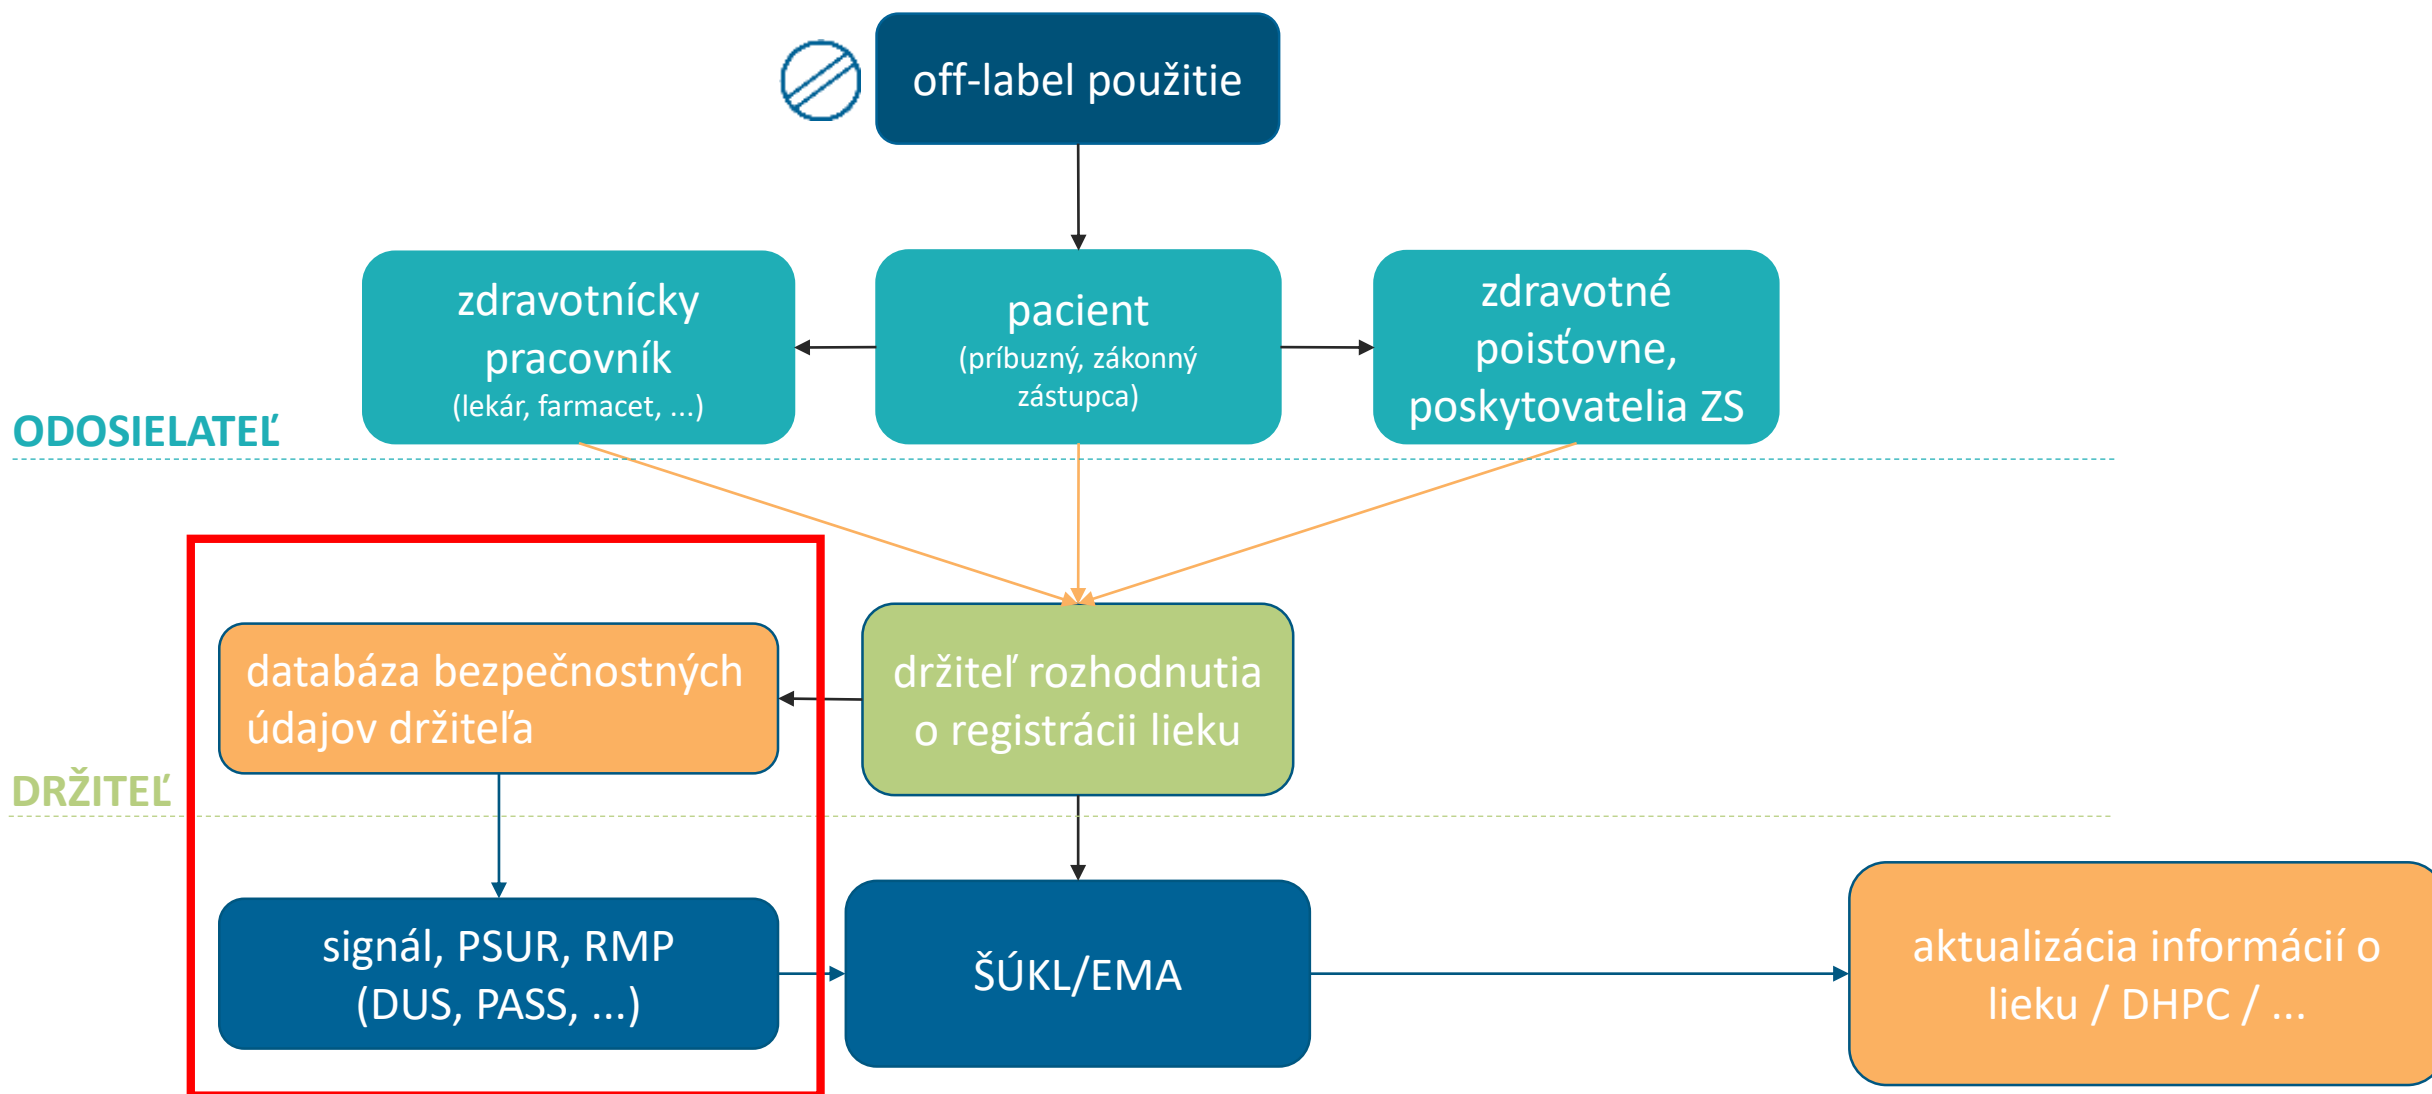 off-label použitie
zdravotnícky
pracovník
(lekár, farmacet, ...)
pacient
(príbuzný, zákonný
zástupca)
zdravotné
poisťovne,
poskytovatelia ZS
ODOSIELATEĽ
databáza bezpečnostných
údajov držiteľa
držiteľ rozhodnutia
o registrácii lieku
DRŽITEĽ
signál, PSUR, RMP
(DUS, PASS, ...)
ŠÚKL/EMA
aktualizácia informácií o
lieku / DHPC / ...